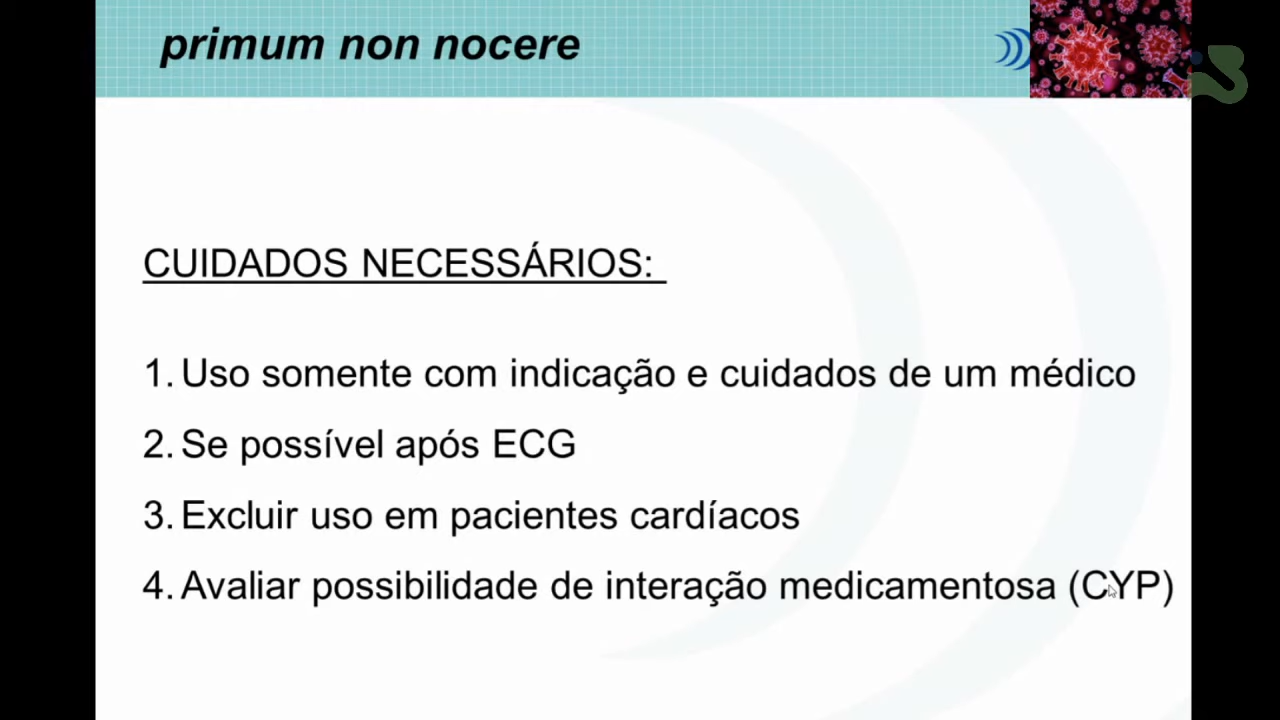 primum non nocere
CUIDADOS NECESSÁRIOS:
1. Uso somente com indicação e cuidados de um médico
2. Se possível após ECG
3. Excluir uso em pacientes cardíacos
4. Avaliar possibilidade de interação medicamentosa (CYP)